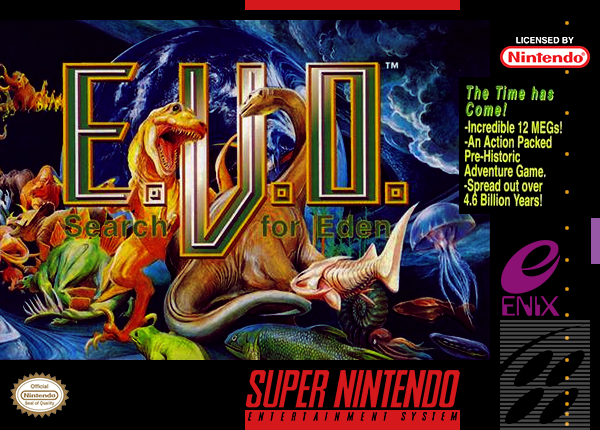 E.V.O.™
Search for Eden
LICENSED BY
Nintendo®
The Time has
Come!
-Incredible 12 MEGs!
-An Action Packed
Pre-Historic
Adventure Game.
-Spread out over
4.6 Billion Years!
e
ENIX
Official
Nintendo
Seal of Quality
SUPER NINTENDO
ENTERTAINMENT SYSTEM